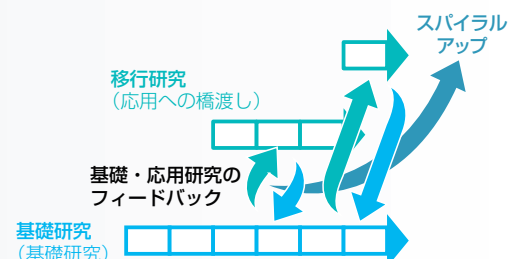 スパイラル
アップ
移行研究
（応用への橋渡し）
基礎・応用研究の
フィードバック
基礎研究
（基礎研究）